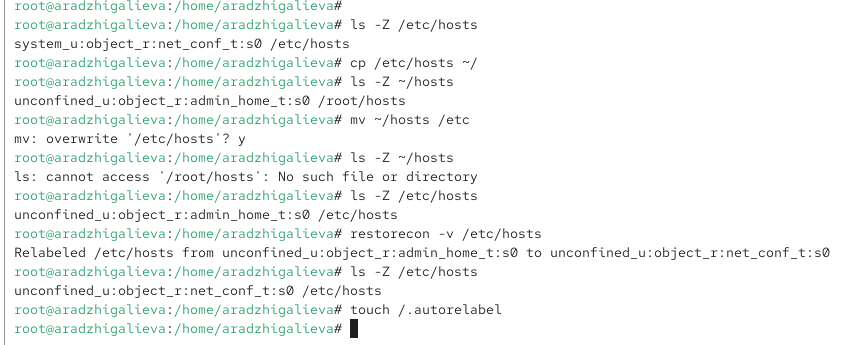 root@aradzhigalieva:/home/aradzhigalieva#
root@aradzhigalieva:/home/aradzhigalieva# ls -Z /etc/hosts
system_u:object_r:net_conf_t:s0 /etc/hosts
root@aradzhigalieva:/home/aradzhigalieva# cp /etc/hosts ~/
root@aradzhigalieva:/home/aradzhigalieva# ls -Z ~/hosts
unconfined_u:object_r:admin_home_t:s0 /root/hosts
root@aradzhigalieva:/home/aradzhigalieva# mv ~/hosts /etc
mv: overwrite '/etc/hosts'? y
root@aradzhigalieva:/home/aradzhigalieva# ls -Z ~/hosts
ls: cannot access '/root/hosts': No such file or directory
root@aradzhigalieva:/home/aradzhigalieva# ls -Z /etc/hosts
unconfined_u:object_r:admin_home_t:s0 /etc/hosts
root@aradzhigalieva:/home/aradzhigalieva# restorecon -v /etc/hosts
Relabeled /etc/hosts from unconfined_u:object_r:admin_home_t:s0 to unconfined_u:object_r:net_conf_t:s0
root@aradzhigalieva:/home/aradzhigalieva# ls -Z /etc/hosts
unconfined_u:object_r:net_conf_t:s0 /etc/hosts
root@aradzhigalieva:/home/aradzhigalieva# touch /.autorelabel
root@aradzhigalieva:/home/aradzhigalieva#